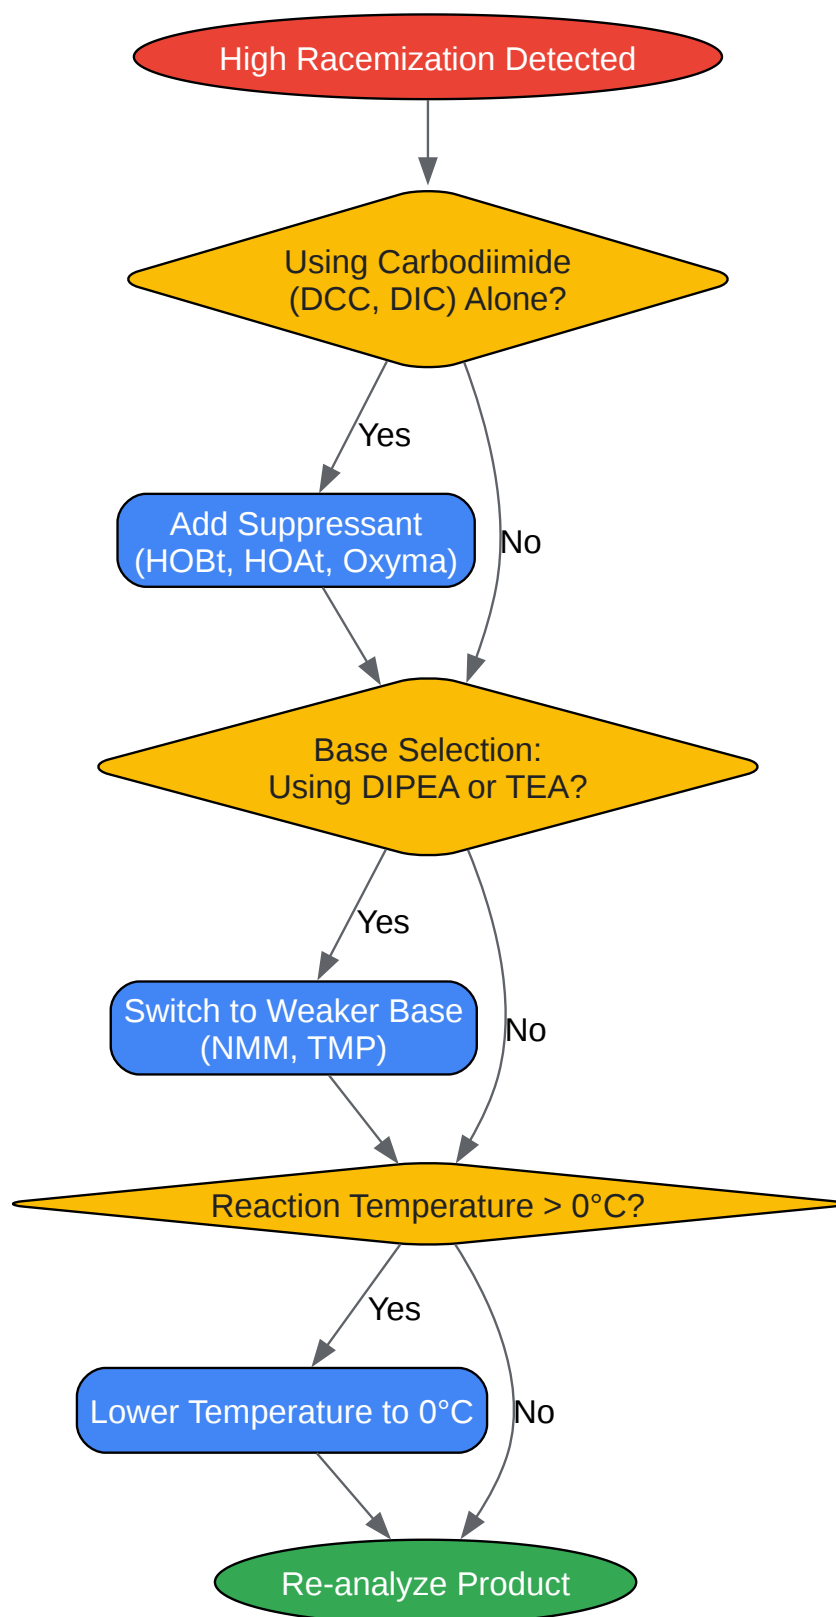 High Racemization Detected
Using Carbodiimide
(DCC, DIC) Alone?
Yes
Add Suppressant
(HOBt, HOAt, Oxyma)
No
Base Selection:
Using DIPEA or TEA?
Yes
Switch to Weaker Base
(NMM, TMP)
No
Reaction Temperature > 0°C?
Yes
Lower Temperature to 0°C
No
Re-analyze Product